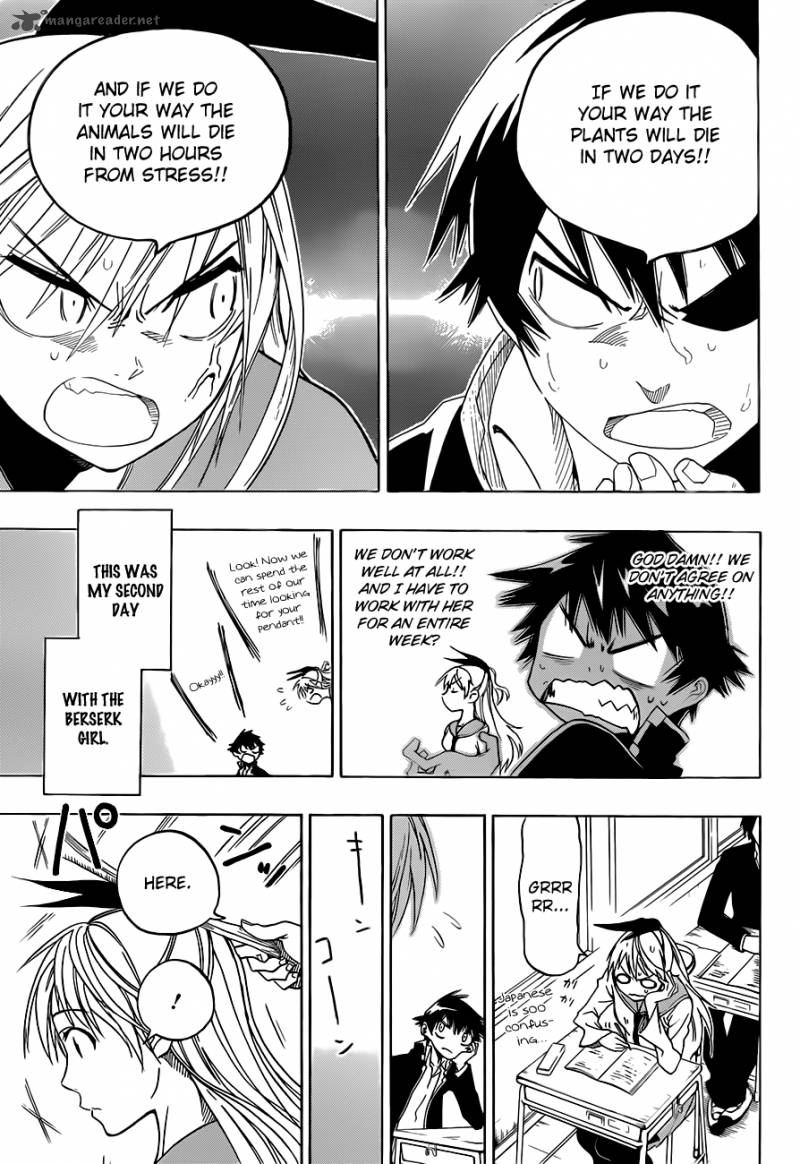 mangareader.net
IF WE DO IT
YOUR WAY THE
PLANTS WILL DIE
IN TWO DAYS!!
AND IF WE DO
IT YOUR WAY THE
ANIMALS WILL DIE
IN TWO HOURS
FROM STRESS!!
GOD DAMN!! WE
DON'T AGREE ON
ANYTHING!!
WE DON'T WORK
WELL AT ALL!!
AND I HAVE TO
WORK WITH HER
FOR AN ENTIRE
WEEK?
Look! Now we
can spend the
rest of our
time looking
for your
pendant!!
Okayyy!!
THIS WAS
MY SECOND
DAY
WITH THE
BERSERK
GIRL.
GRRR
RR...
Japanese
is soo
confus-
ing...
キーンコーン
HERE.
!
パ